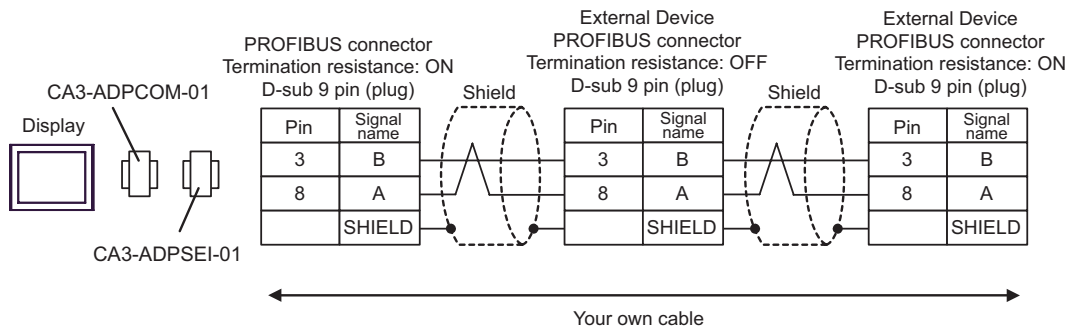 Display
CA3-ADPCOM-01
CA3-ADPSEI-01
PROFIBUS connector
Termination resistance: ON
D-sub 9 pin (plug)
Pin Signal name
3 B
8 A
SHIELD
Shield
External Device
PROFIBUS connector
Termination resistance: OFF
D-sub 9 pin (plug)
Pin Signal name
3 B
8 A
SHIELD
Shield
External Device
PROFIBUS connector
Termination resistance: ON
D-sub 9 pin (plug)
Pin Signal name
3 B
8 A
SHIELD
Your own cable